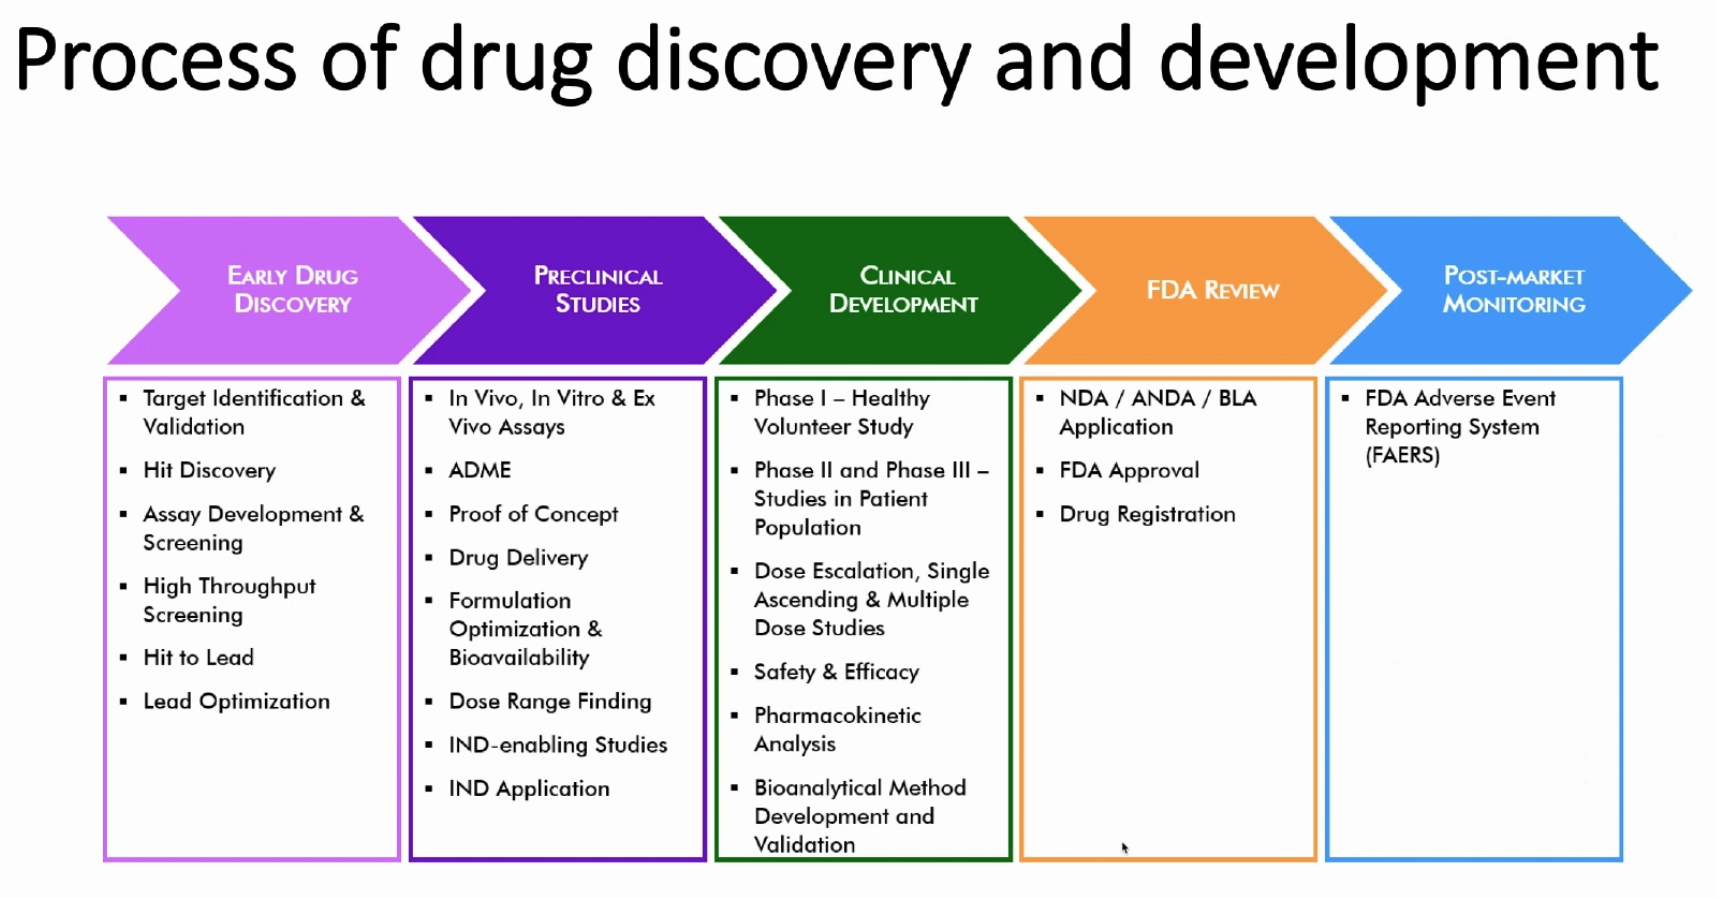 Process of drug discovery and development
EARLY DRUG
DISCOVERY
PRECLINICAL
STUDIES
CLINICAL
DEVELOPMENT
FDA REVIEW
POST-MARKET
MONITORING
▪ Target Identification &
Validation
▪ Hit Discovery
▪ Assay Development &
Screening
▪ High Throughput
Screening
▪ Hit to Lead
▪ Lead Optimization
▪ In Vivo, In Vitro & Ex
Vivo Assays
▪ ADME
▪ Proof of Concept
▪ Drug Delivery
▪ Formulation
Optimization &
Bioavailability
▪ Dose Range Finding
▪ IND-enabling Studies
▪ IND Application
▪ Phase I – Healthy
Volunteer Study
▪ Phase II and Phase III –
Studies in Patient
Population
▪ Dose Escalation, Single
Ascending & Multiple
Dose Studies
▪ Safety & Efficacy
▪ Pharmacokinetic
Analysis
▪ Bioanalytical Method
Development and
Validation
▪ NDA / ANDA / BLA
Application
▪ FDA Approval
▪ Drug Registration
▪ FDA Adverse Event
Reporting System
(FAERS)